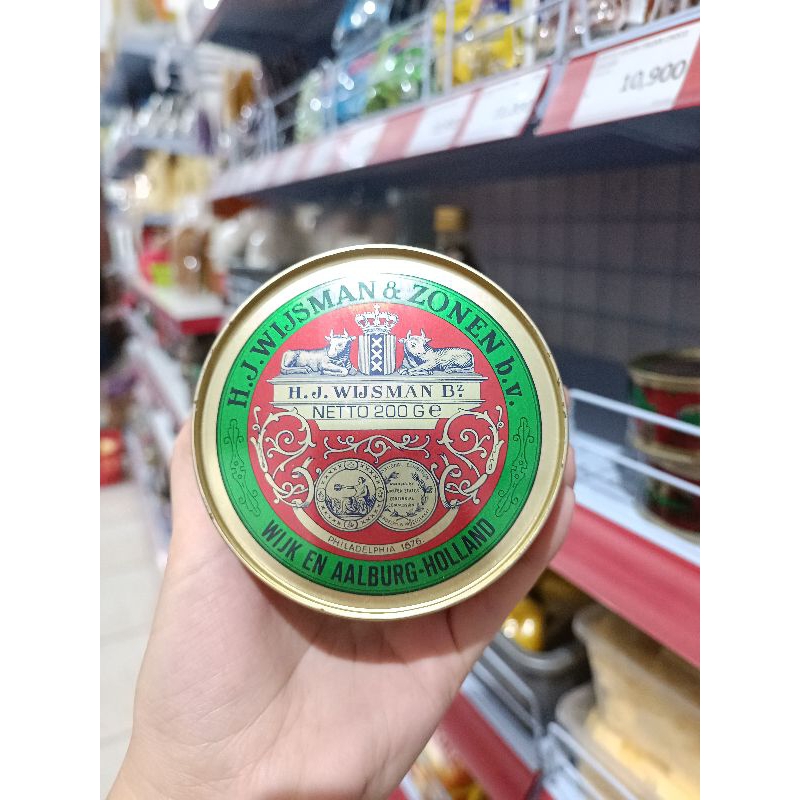 10,900
H.J. WIJSMAN & ZONEN b.v.
H. J. WIJSMAN Bz.
NETTO 200 G e
PHILADELPHIA 1876.
WIJK EN AALBURG-HOLLAND